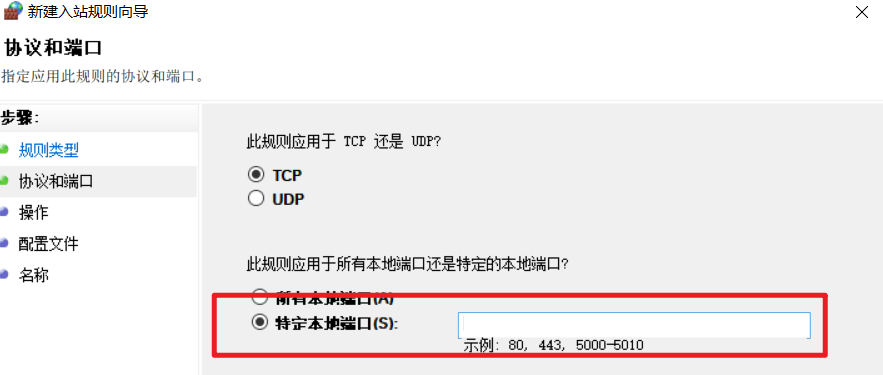 新建入站规则向导
协议和端口
指定应用此规则的协议和端口。
步骤:
规则类型
协议和端口
操作
配置文件
名称
此规则应用于 TCP 还是 UDP?
TCP
UDP
此规则应用于所有本地端口还是特定的本地端口?
所有本地端口(A)
特定本地端口(S):
示例: 80, 443, 5000-5010